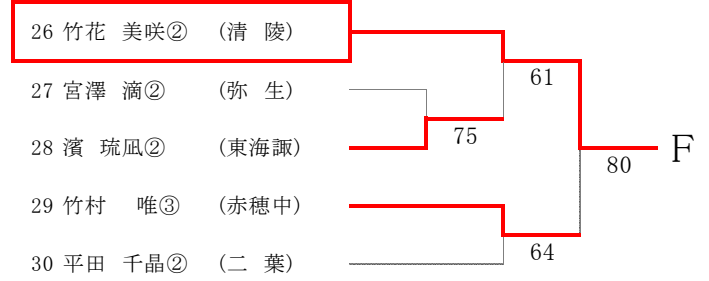 26 竹花 美咲② (清 陵)
61
27 宮澤 滴② (弥 生)
75
28 濱 琉凪② (東海諏)
80 F
29 竹村 唯③ (赤穂中)
64
30 平田 千晶② (二 葉)